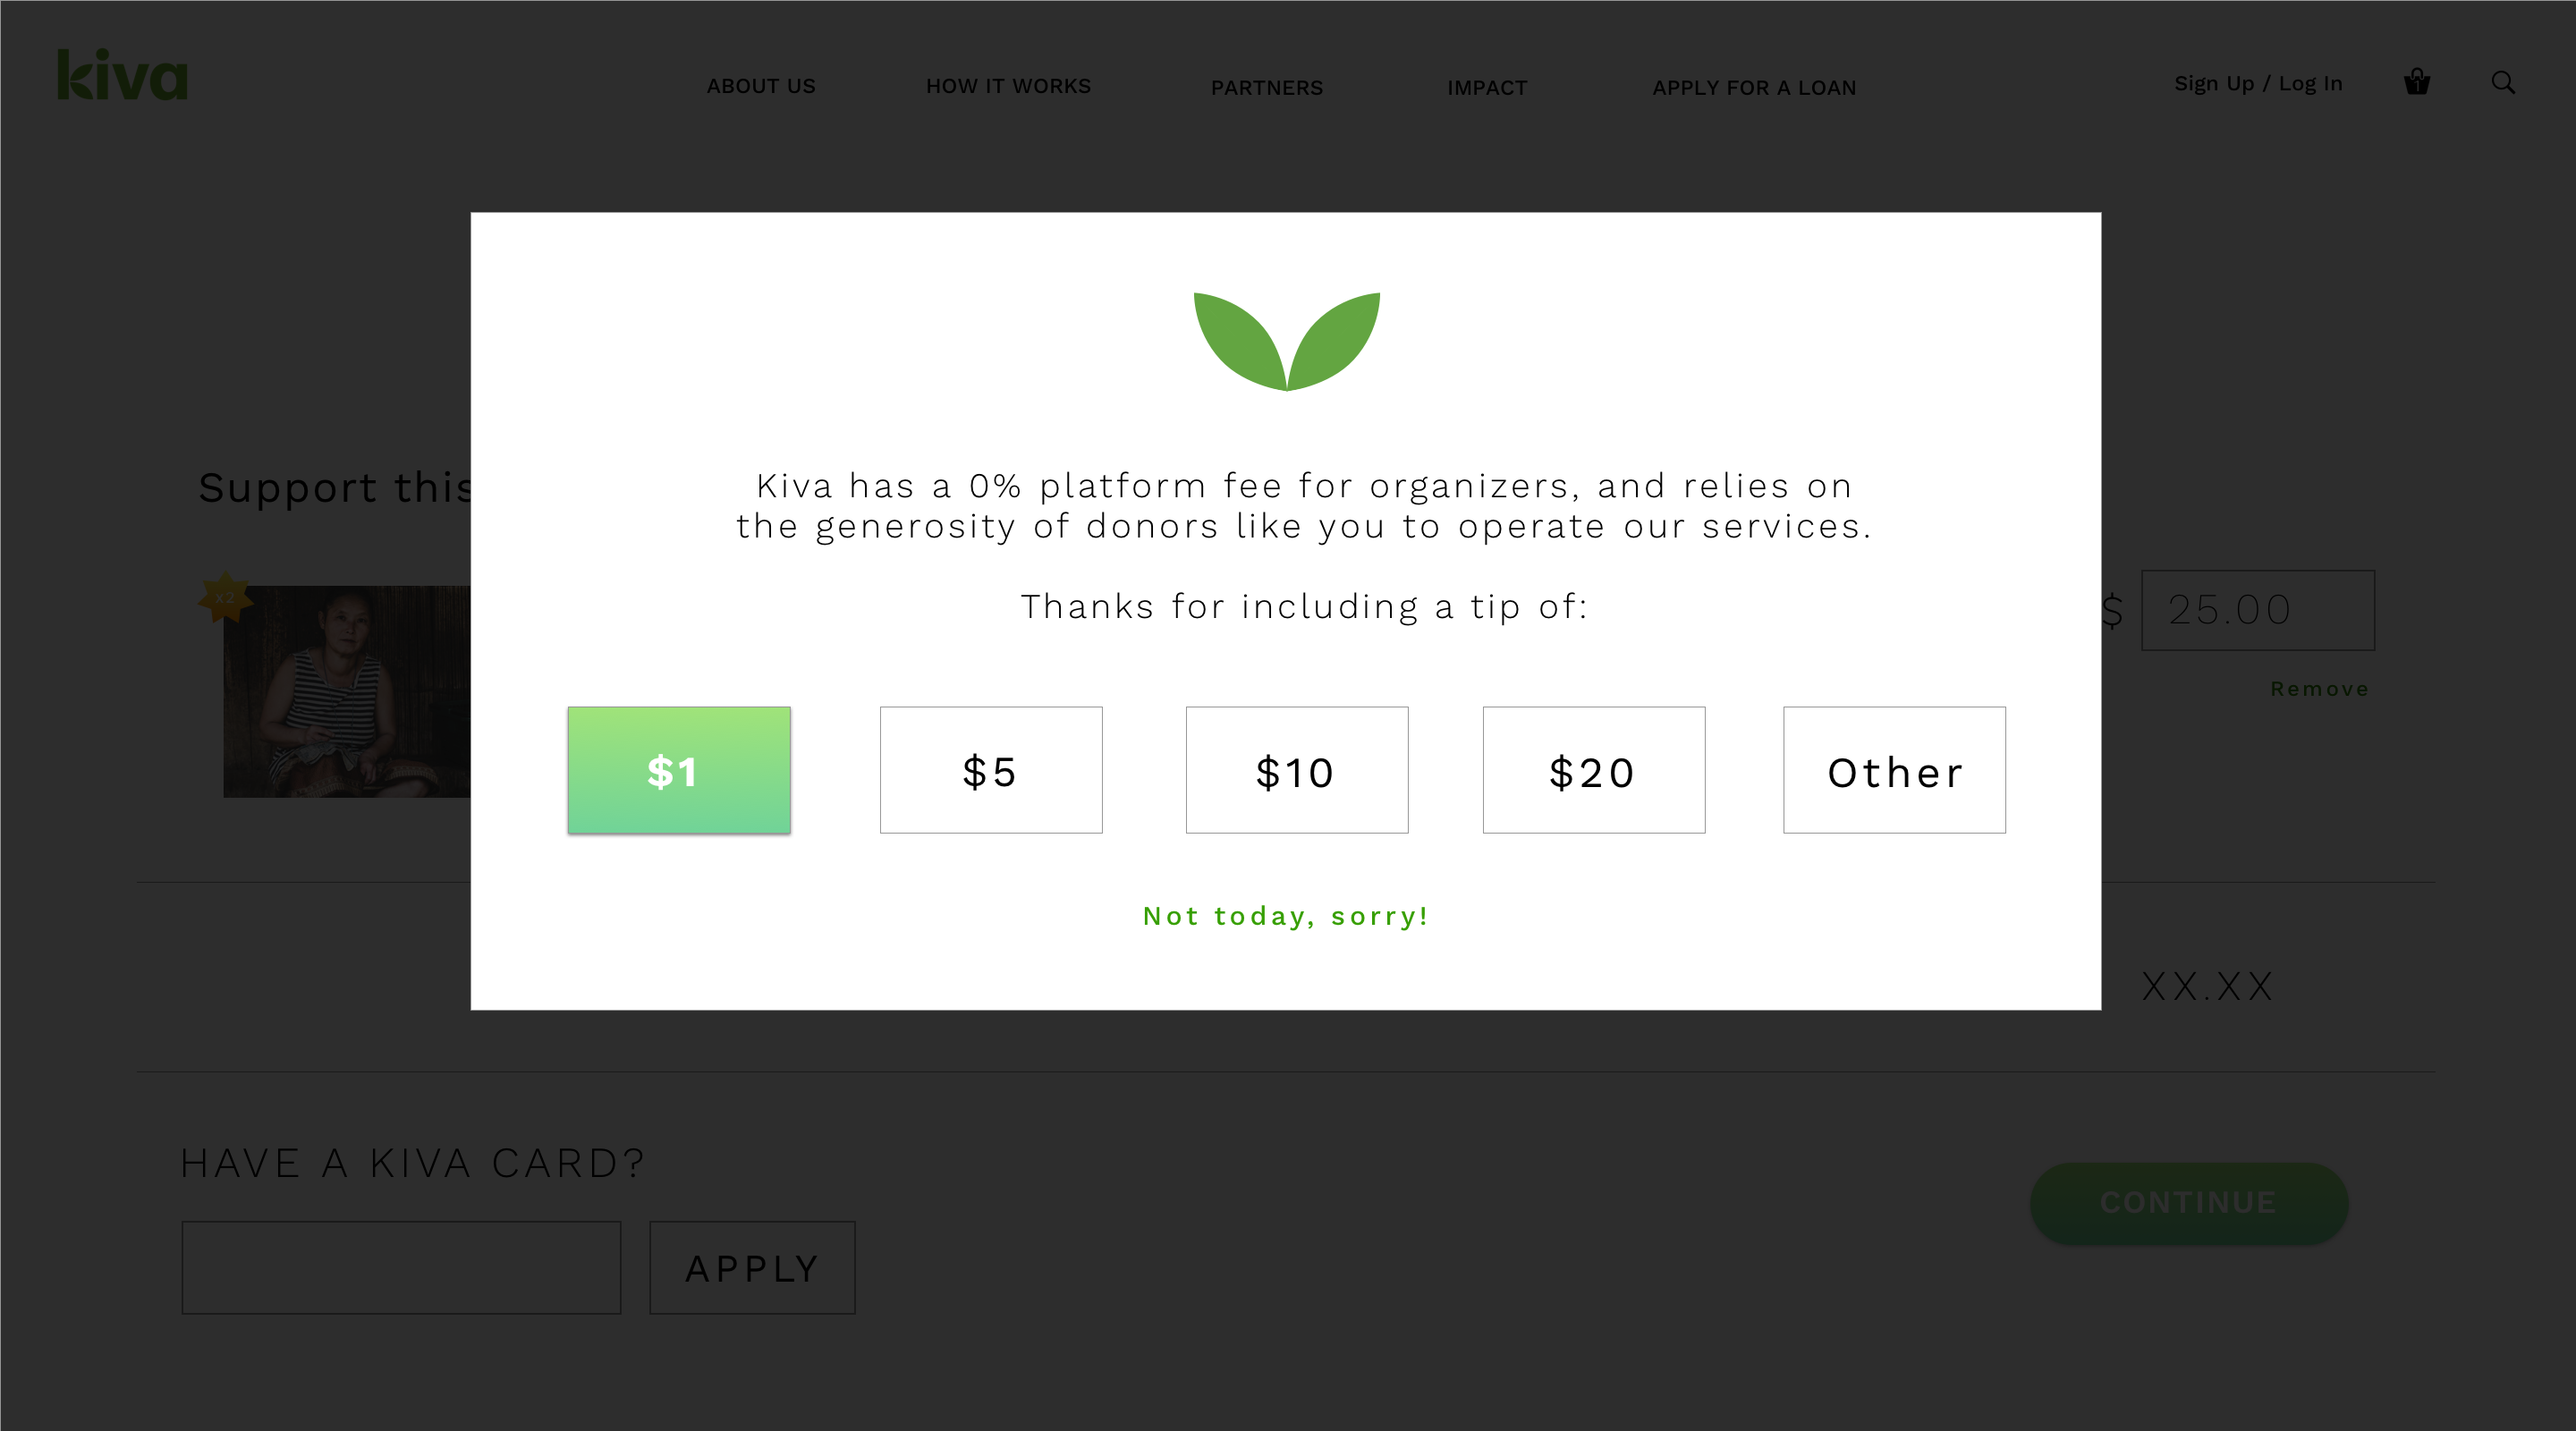 kiva
ABOUT US
HOW IT WORKS
PARTNERS
IMPACT
APPLY FOR A LOAN
Sign Up / Log In
1
Kiva has a 0% platform fee for organizers, and relies on
the generosity of donors like you to operate our services.
Thanks for including a tip of:
$1
$5
$10
$20
Other
Not today, sorry!
Support this
x2
$ 25.00
Remove
XX.XX
HAVE A KIVA CARD?
APPLY
CONTINUE